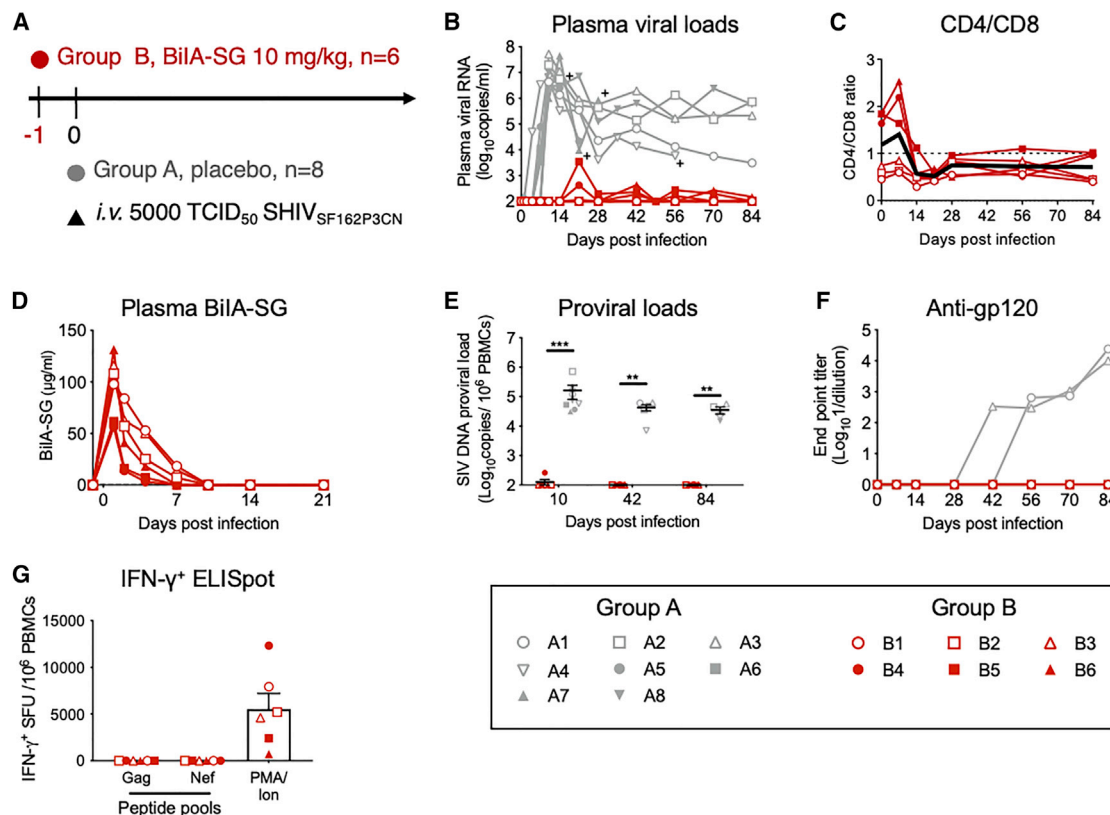 A
Group B, BiIA-SG 10 mg/kg, n=6
-1
0
Group A, placebo, n=8
i.v. 5000 TCID50 SHIVSF162P3CN
B
Plasma viral loads
Plasma viral RNA
(log10copies/ml)
8
7
6
5
4
3
2
+
+
+
+
0 14 28 42 56 70 84
Days post infection
C
CD4/CD8
CD4/CD8 ratio
3
2
1
0
0 14 28 42 56 70 84
Days post infection
D
Plasma BiIA-SG
BiIA-SG (µg/ml)
150
100
50
0
0 7 14 21
Days post infection
E
Proviral loads
SIV DNA proviral load
(Log10copies/ 10^6 PBMCs)
7
6
5
4
3
2
***
**
**
10 42 84
Days post infection
F
Anti-gp120
End point titer
(Log10 1/dilution)
5
4
3
2
1
0
0 14 28 42 56 70 84
Days post infection
G
IFN-γ+ ELISpot
IFN-γ+ SFU /10^6 PBMCs
15000
10000
5000
0
Gag Nef PMA/
Ion
Peptide pools
Group A
A1 A2 A3
A4 A5 A6
A7 A8
Group B
B1 B2 B3
B4 B5 B6